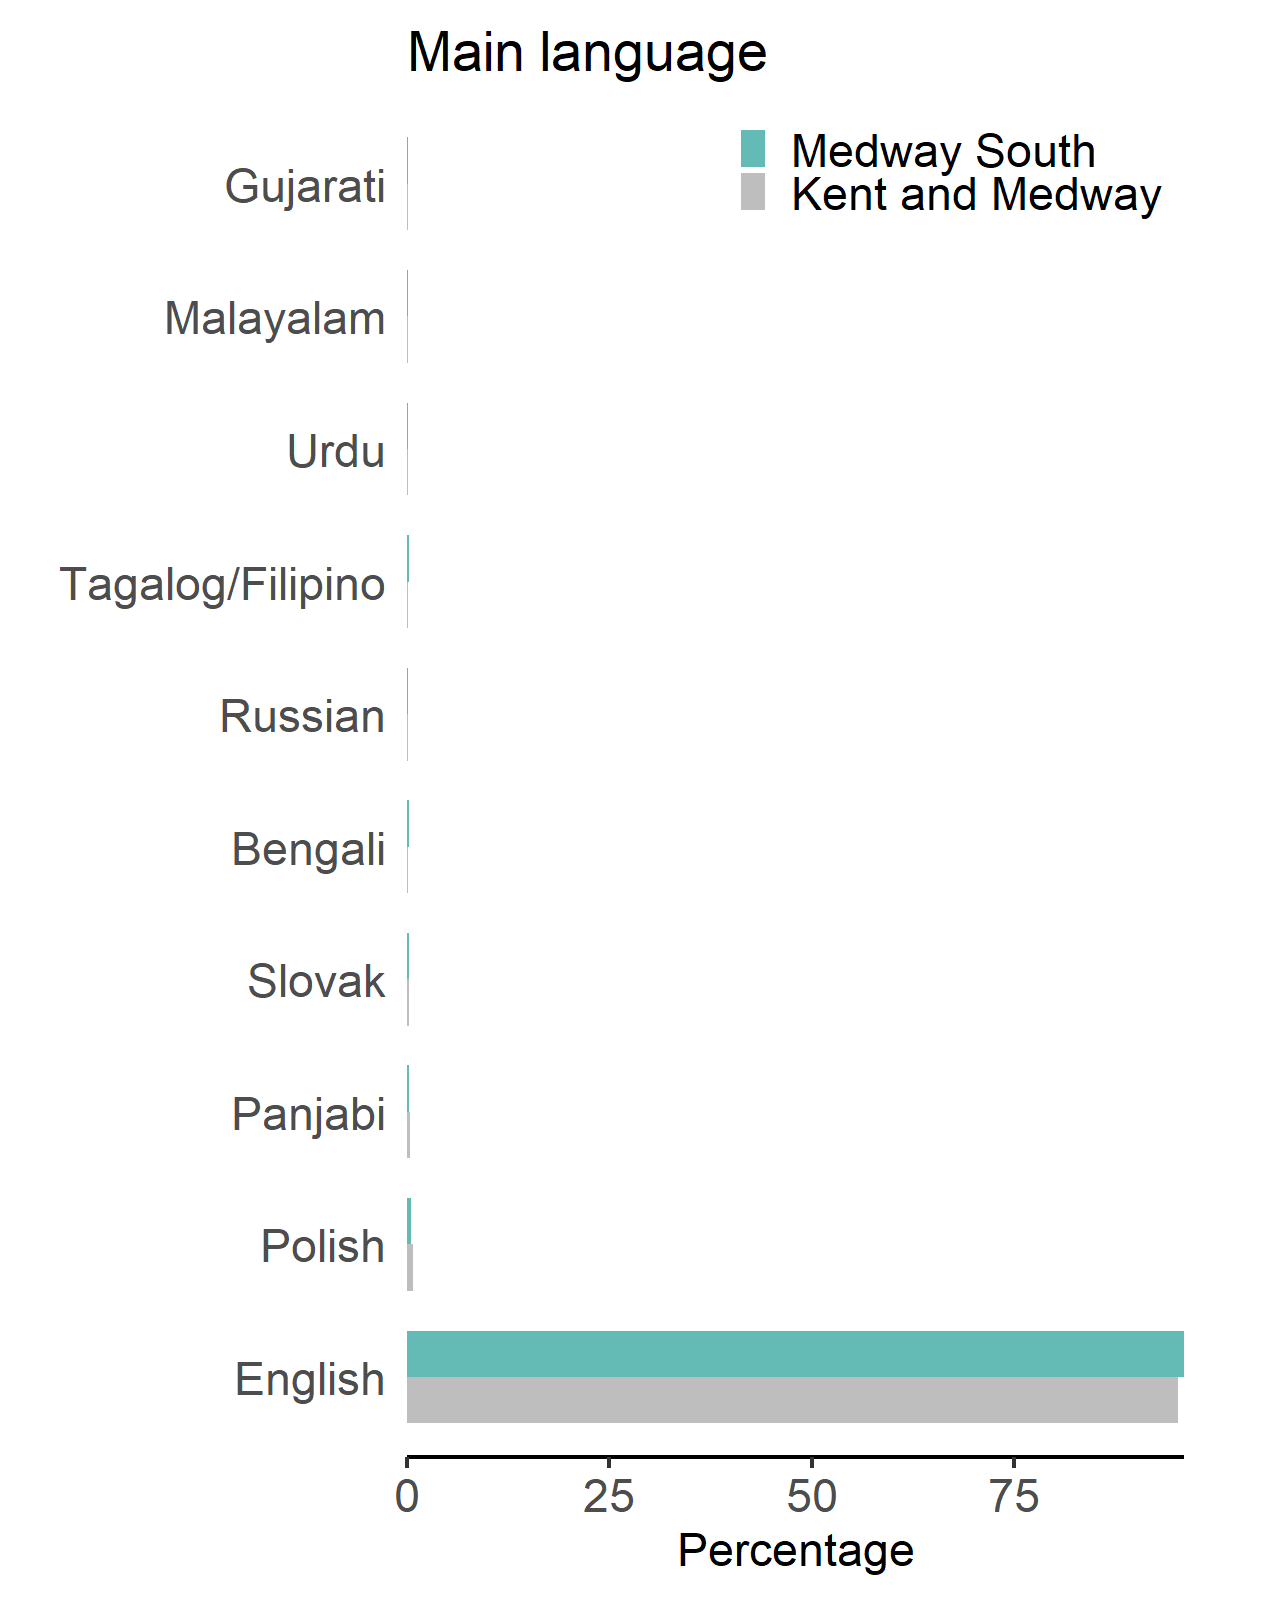 Main language
Medway South
Kent and Medway
Gujarati
Malayalam
Urdu
Tagalog/Filipino
Russian
Bengali
Slovak
Panjabi
Polish
English
0 25 50 75
Percentage